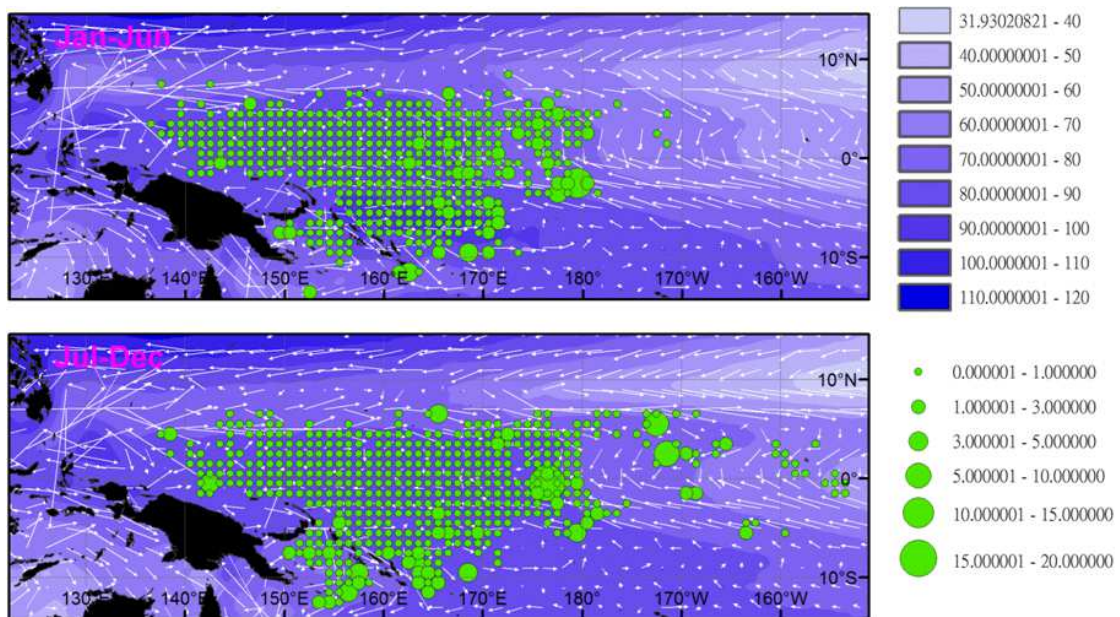 Jan-Jun
10°N
0°
10°S
130°E 140°E 150°E 160°E 170°E 180° 170°W 160°W
Jul-Dec
10°N
0°
10°S
130°E 140°E 150°E 160°E 170°E 180° 170°W 160°W
31.93020821 - 40
40.00000001 - 50
50.00000001 - 60
60.00000001 - 70
70.00000001 - 80
80.00000001 - 90
90.00000001 - 100
100.0000001 - 110
110.0000001 - 120
0.000001 - 1.000000
1.000001 - 3.000000
3.000001 - 5.000000
5.000001 - 10.000000
10.000001 - 15.000000
15.000001 - 20.000000